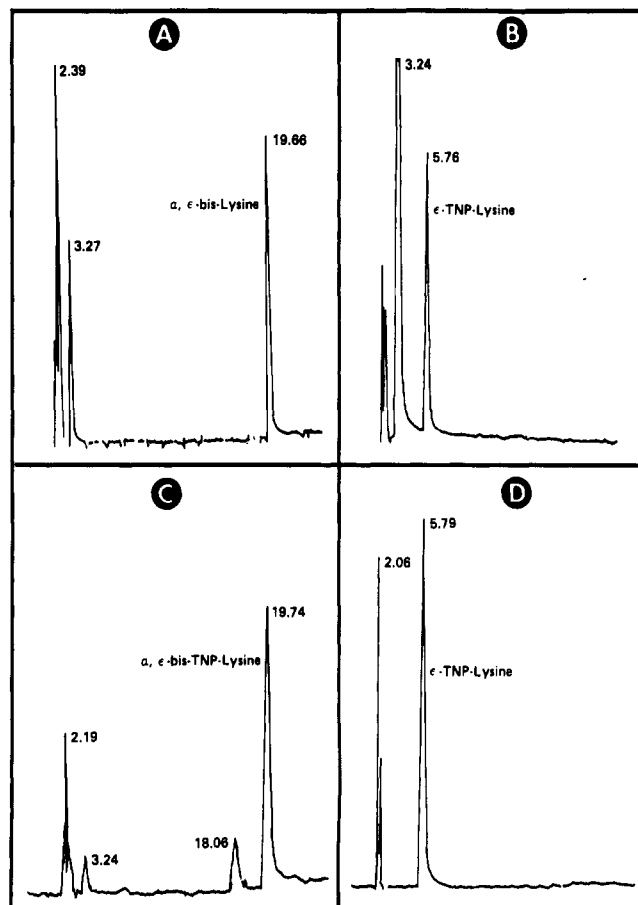 A
2.39
19.66
α, ε-bis-Lysine
3.27
B
3.24
5.76
ε-TNP-Lysine
C
19.74
α, ε-bis-TNP-Lysine
2.19
18.06
3.24
D
5.79
2.06
ε-TNP-Lysine